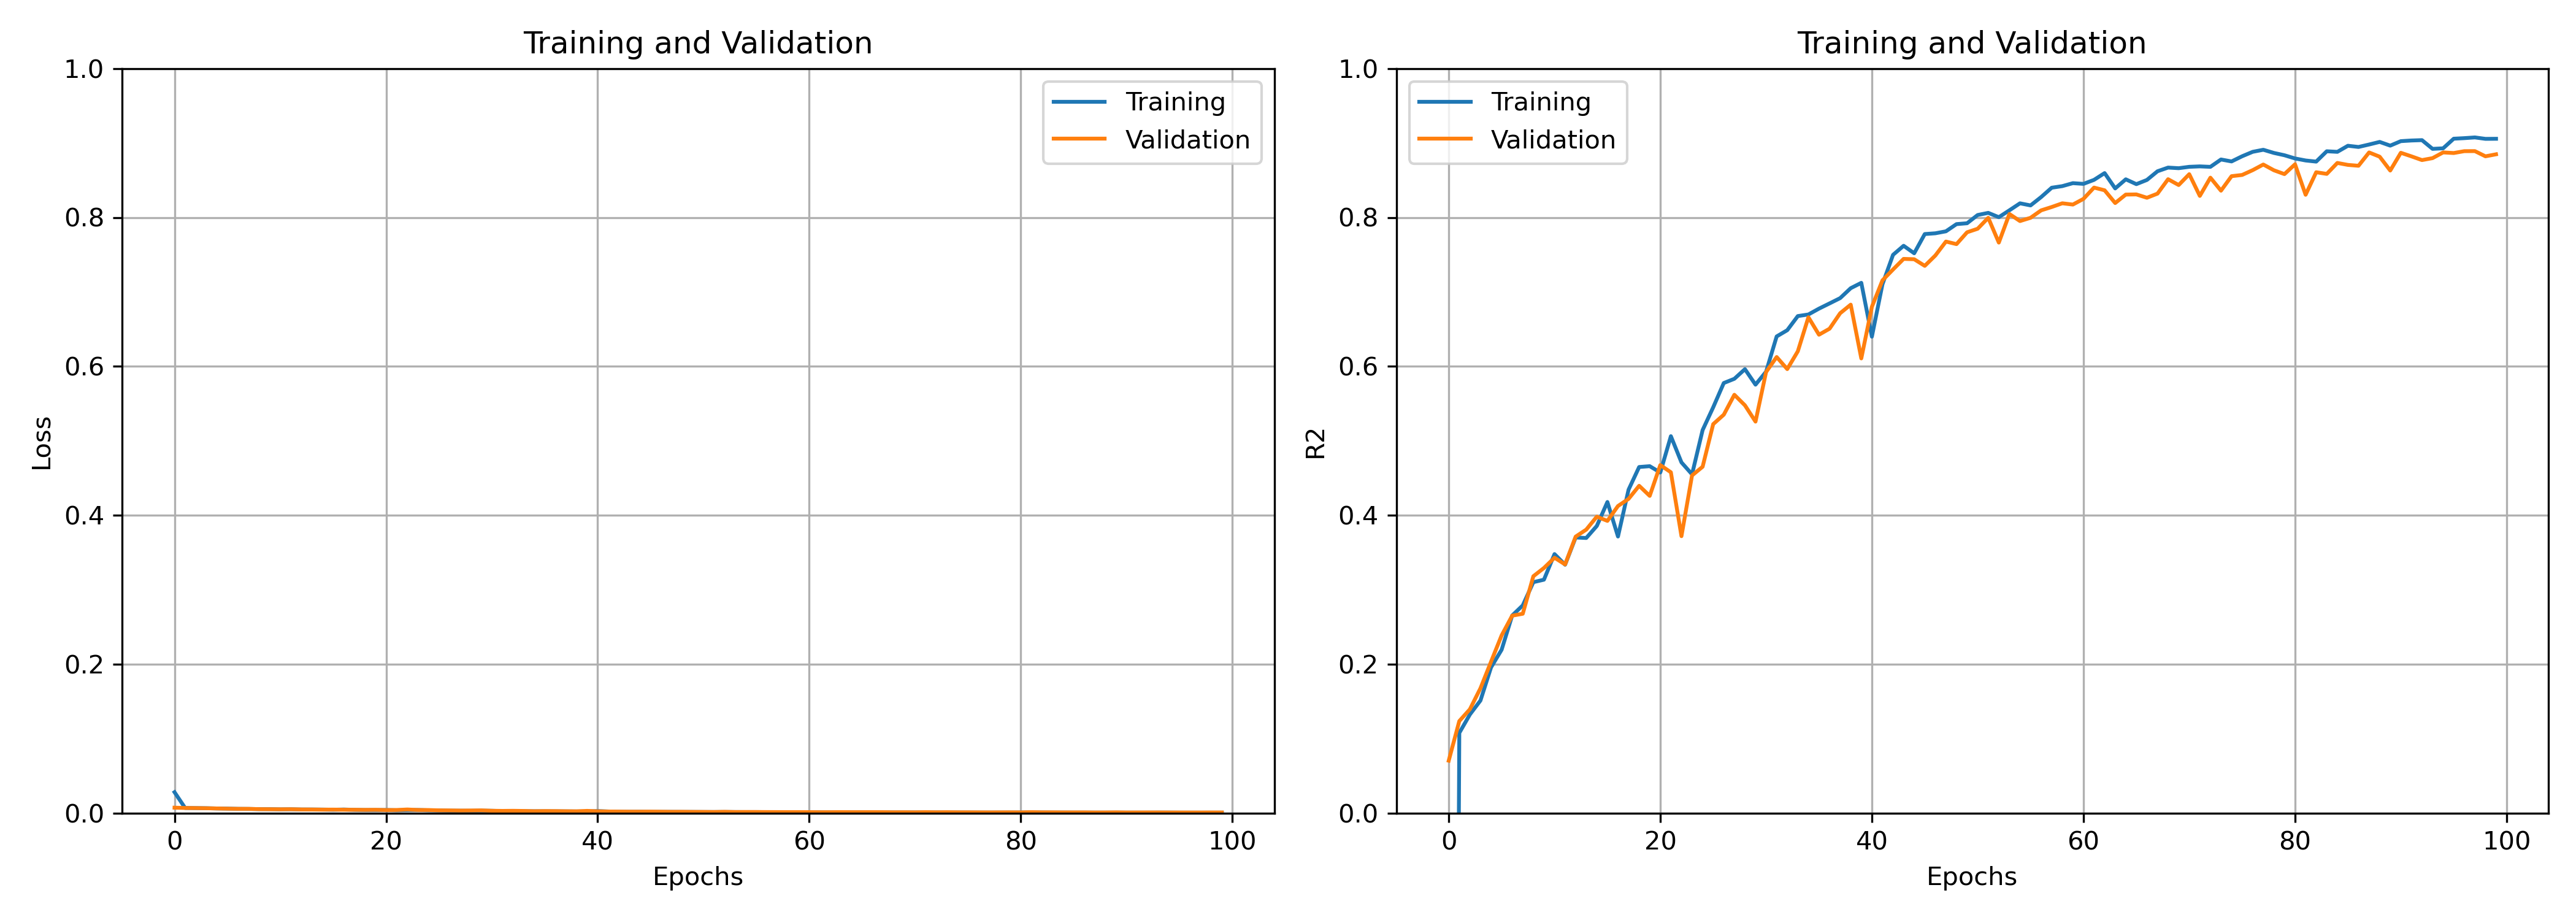 Training and Validation
1.0
0.8
0.6
0.4
0.2
0.0
Loss
Training
Validation
0 20 40 60 80 100
Epochs
Training and Validation
1.0
0.8
0.6
0.4
0.2
0.0
R2
Training
Validation
0 20 40 60 80 100
Epochs